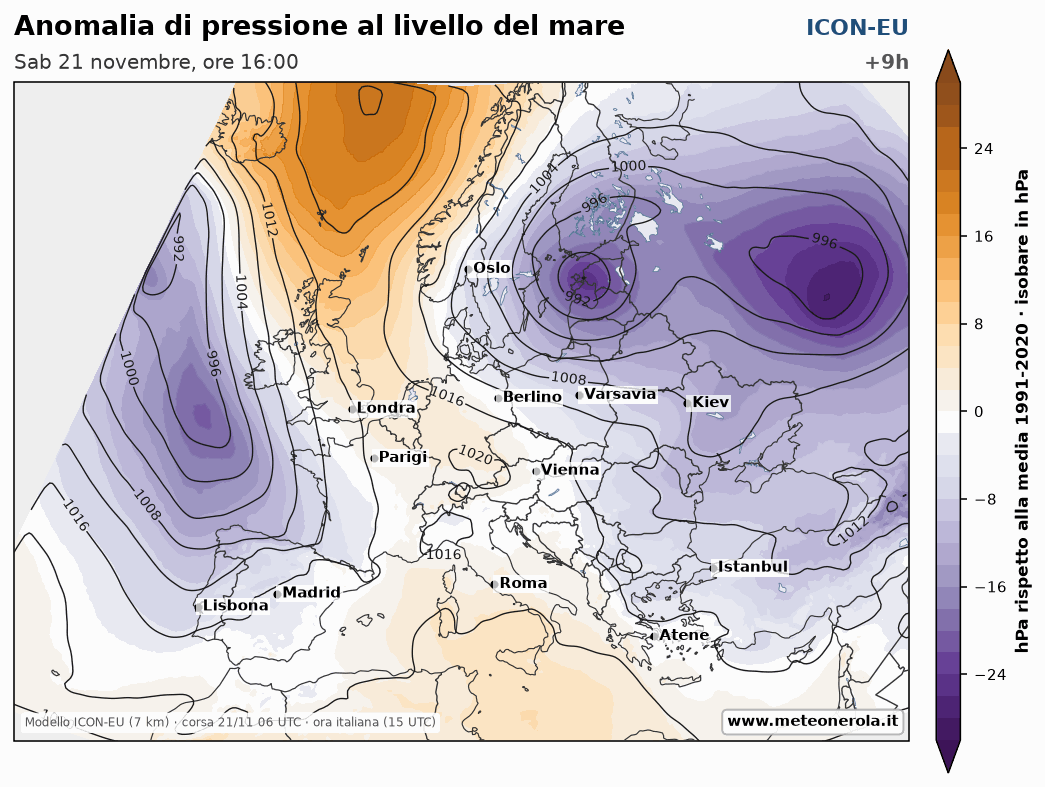 Anomalia di pressione al livello del mare
ICON-EU
Sab 21 novembre, ore 16:00
+9h
1000
1004
996
996
992
1012
1004
Oslo
992
1000
996
1008
1016
Berlino
Varsavia
Kiev
Londra
1020
Parigi
Vienna
1016
1008
1012
1016
Istanbul
Roma
Madrid
Lisbona
Atene
Modello ICON-EU (7 km) · corsa 21/11 06 UTC · ora italiana (15 UTC)
www.meteonerola.it
24
16
8
0
−8
−16
−24
hPa rispetto alla media 1991-2020 · isobare in hPa